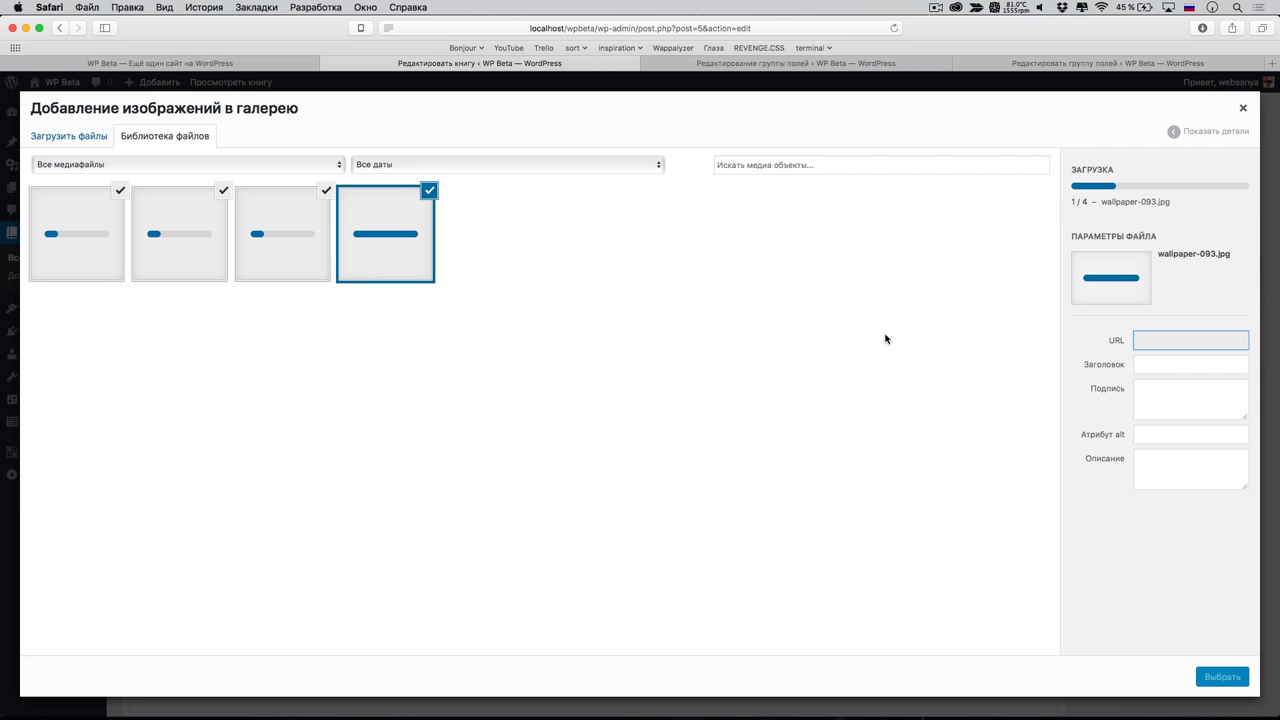 Safari Файл Правка Вид История Закладки Разработка Окно Справка
81.0°C
1555rpm
45 %
localhost/wpbeta/wp-admin/post.php?post=5&action=edit
Bonjour YouTube Trello sort inspiration Wappalyzer Глаза REVENGE.CSS terminal
WP Beta — Ещё один сайт на WordPress
Редактировать книгу ‹ WP Beta — WordPress
Редактирование группы полей ‹ WP Beta — WordPress
Редактировать группу полей ‹ WP Beta — WordPress
WP Beta 0 Добавить Просмотреть книгу
Привет, websanya
Добавление изображений в галерею
Загрузить файлы
Библиотека файлов
Показать детали
Все медиафайлы
Все даты
Искать медиа объекты...
ЗАГРУЗКА
1 / 4 – wallpaper-093.jpg
ПАРАМЕТРЫ ФАЙЛА
wallpaper-093.jpg
URL
Заголовок
Подпись
Атрибут alt
Описание
Выбрать